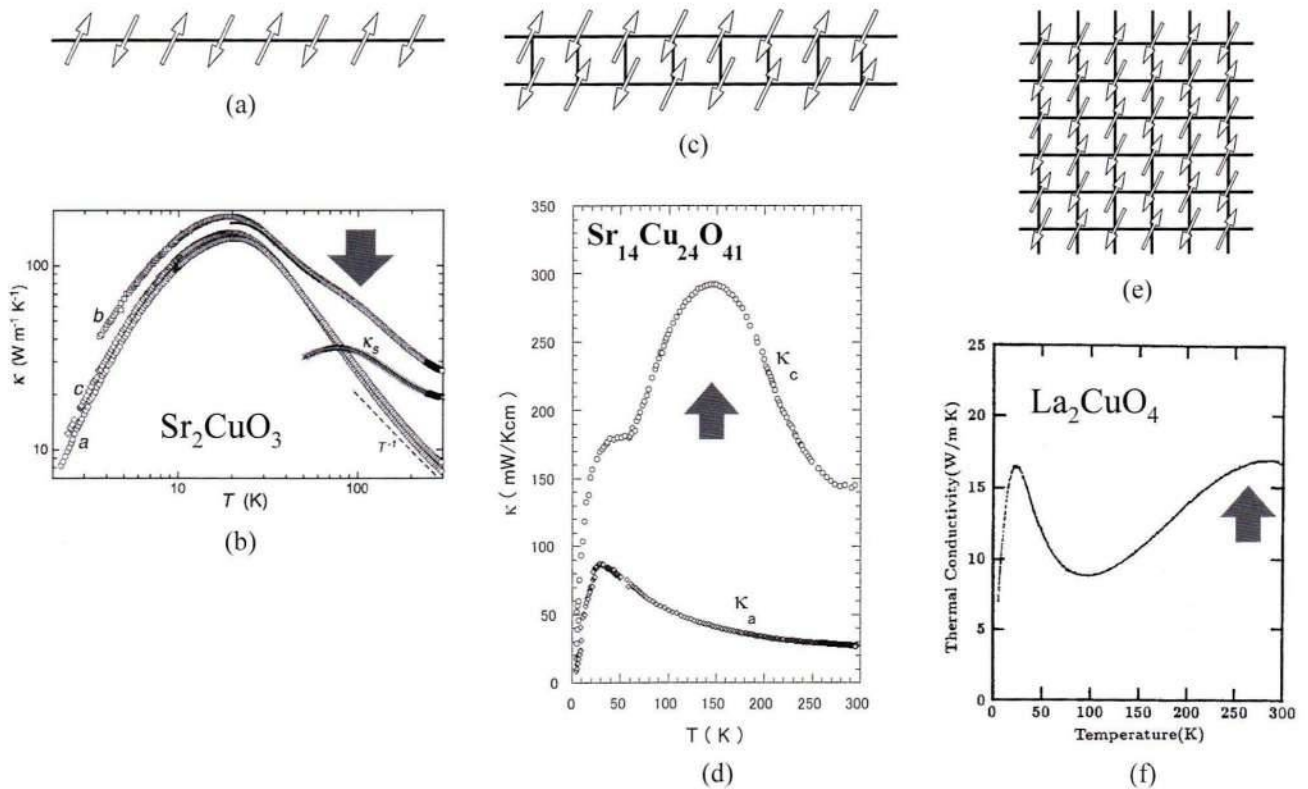 (a)
(c)
(e)
κ (W m⁻¹ K⁻¹)
100
10
b
c
a
κs
T⁻¹
Sr₂CuO₃
10
100
T (K)
(b)
κ ( mW/Kcm )
350
300
250
200
150
100
50
0
Sr₁₄Cu₂₄O₄₁
κc
κa
0
50
100
150
200
250
300
T ( K )
(d)
Thermal Conductivity(W/m K)
25
20
15
10
5
0
La₂CuO₄
0
50
100
150
200
250
300
Temperature(K)
(f)